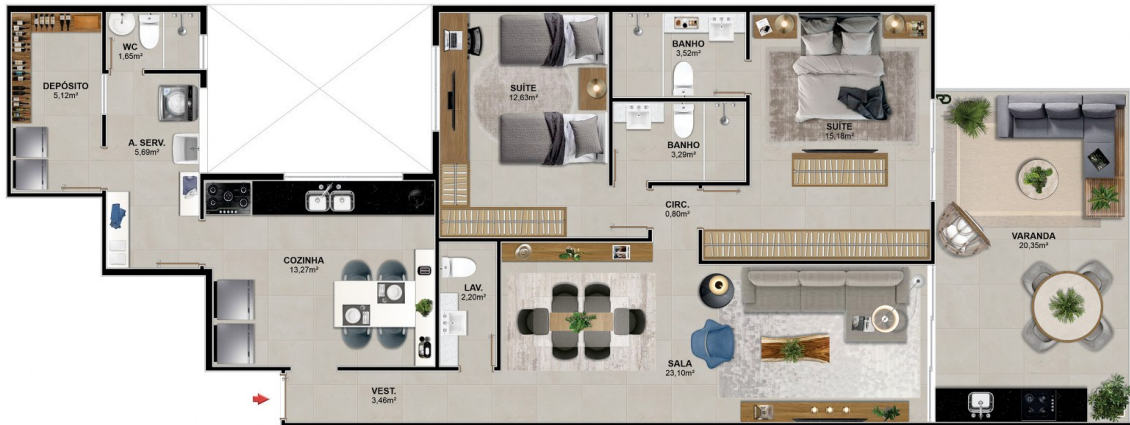 WC
1,65m²
DEPÓSITO
5,12m²
A. SERV.
5,69m²
SUÍTE
12,63m²
BANHO
3,52m²
BANHO
3,29m²
SUÍTE
15,18m²
CIRC.
0,80m²
VARANDA
20,35m²
COZINHA
13,27m²
LAV.
2,20m²
SALA
23,10m²
VEST.
3,46m²